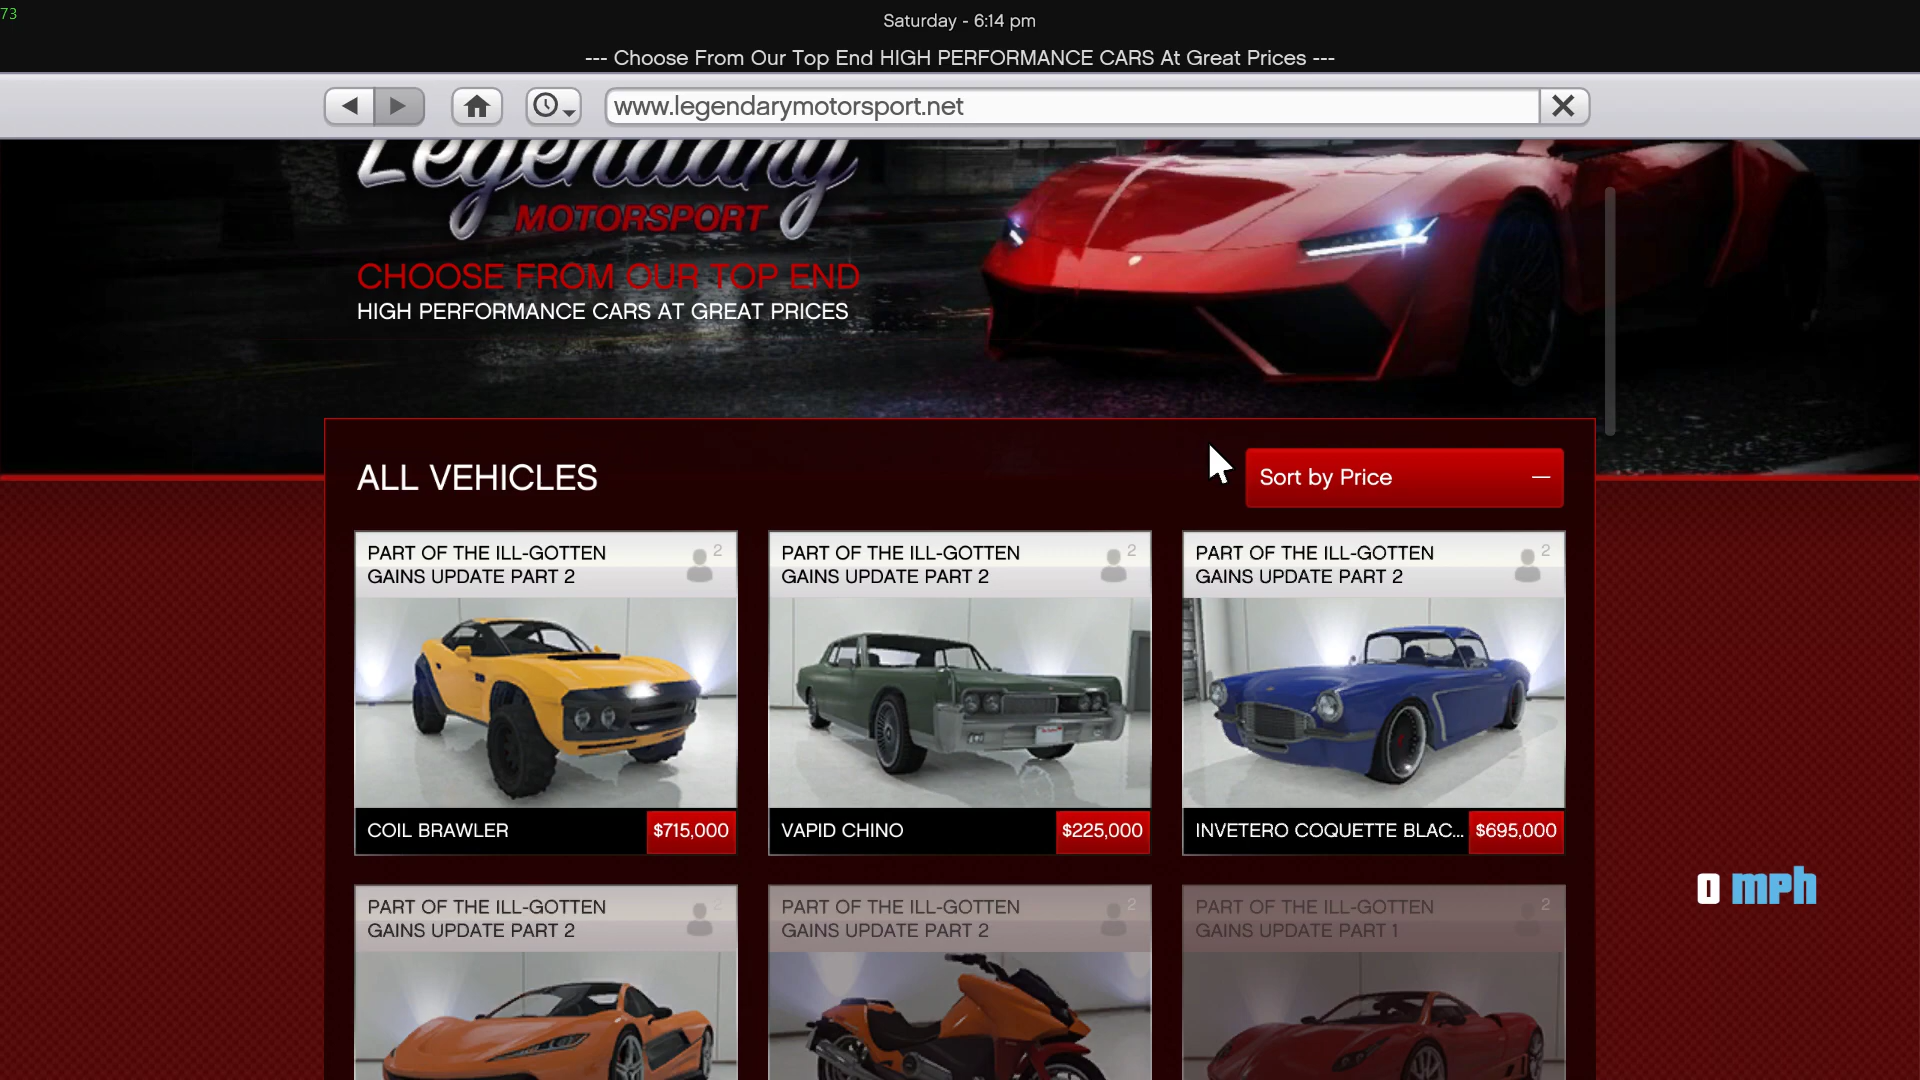 73
Saturday - 6:14 pm
--- Choose From Our Top End HIGH PERFORMANCE CARS At Great Prices ---
www.legendarymotorsport.net
Legendary
MOTORSPORT
CHOOSE FROM OUR TOP END
HIGH PERFORMANCE CARS AT GREAT PRICES
ALL VEHICLES
Sort by Price
PART OF THE ILL-GOTTEN
GAINS UPDATE PART 2
2
COIL BRAWLER
$715,000
PART OF THE ILL-GOTTEN
GAINS UPDATE PART 2
2
VAPID CHINO
$225,000
PART OF THE ILL-GOTTEN
GAINS UPDATE PART 2
2
INVETERO COQUETTE BLAC...
$695,000
PART OF THE ILL-GOTTEN
GAINS UPDATE PART 2
2
PART OF THE ILL-GOTTEN
GAINS UPDATE PART 2
2
PART OF THE ILL-GOTTEN
GAINS UPDATE PART 1
2
0 mph